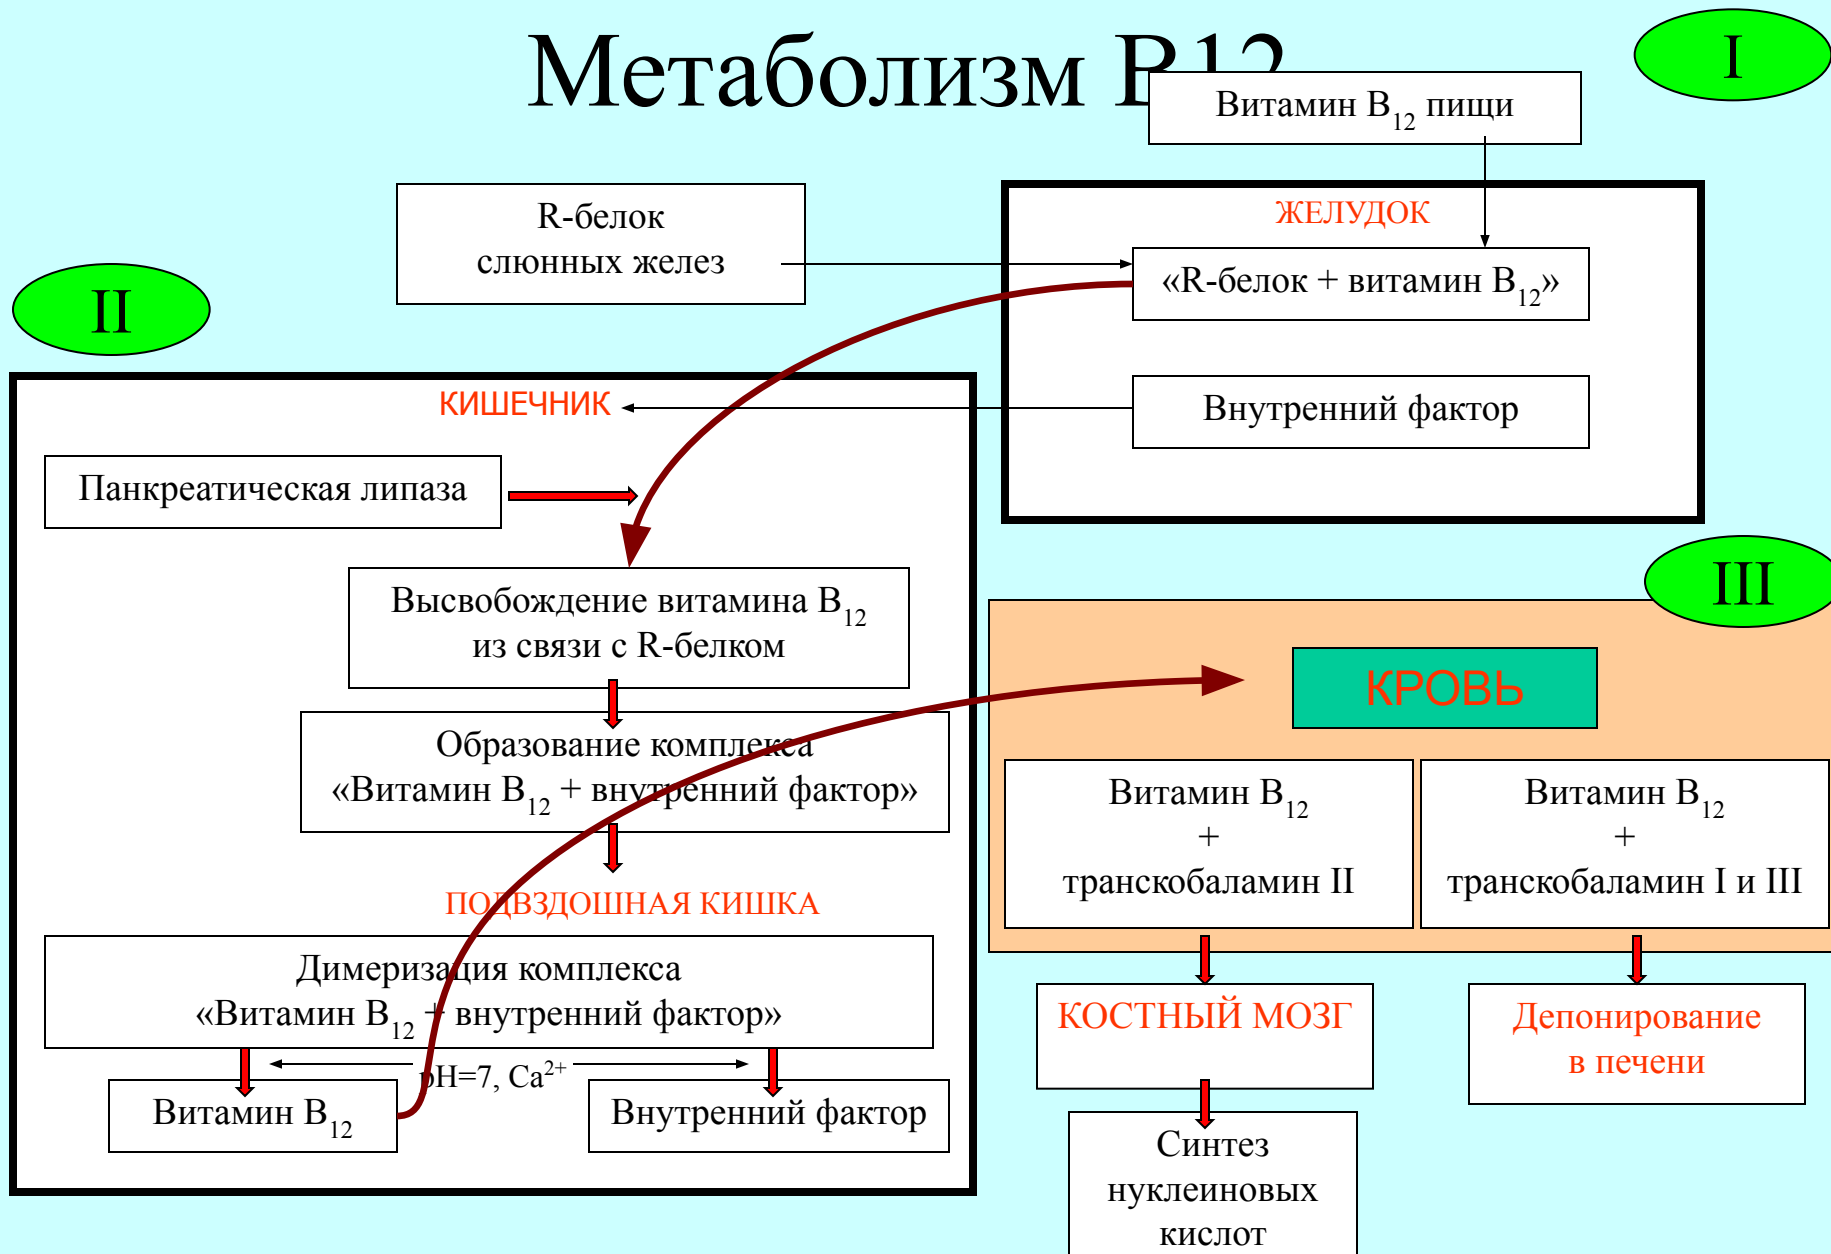 Метаболизм В12
I
Витамин В₁₂ пищи
R-белок
слюнных желез
ЖЕЛУДОК
«R-белок + витамин В₁₂»
Внутренний фактор
II
КИШЕЧНИК
Панкреатическая липаза
Высвобождение витамина В₁₂
из связи с R-белком
Образование комплекса
«Витамин В₁₂ + внутренний фактор»
ПОДВЗДОШНАЯ КИШКА
Димеризация комплекса
«Витамин В₁₂ + внутренний фактор»
pH=7, Ca²⁺
Витамин В₁₂
Внутренний фактор
III
КРОВЬ
Витамин В₁₂
+
транскобаламин II
Витамин В₁₂
+
транскобаламин I и III
КОСТНЫЙ МОЗГ
Депонирование
в печени
Синтез
нуклеиновых
кислот